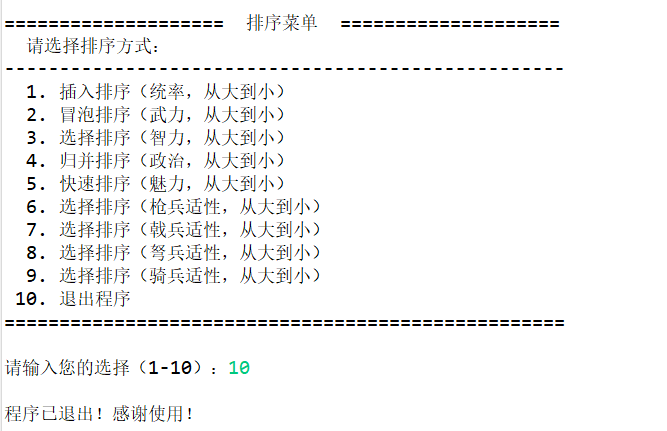 ==================== 排序菜单 ====================
请选择排序方式：
---------------------------------------------------
1. 插入排序（统率，从大到小）
2. 冒泡排序（武力，从大到小）
3. 选择排序（智力，从大到小）
4. 归并排序（政治，从大到小）
5. 快速排序（魅力，从大到小）
6. 选择排序（枪兵适性，从大到小）
7. 选择排序（戟兵适性，从大到小）
8. 选择排序（弩兵适性，从大到小）
9. 选择排序（骑兵适性，从大到小）
10. 退出程序
===================================================
请输入您的选择（1-10）：10
程序已退出！感谢使用！